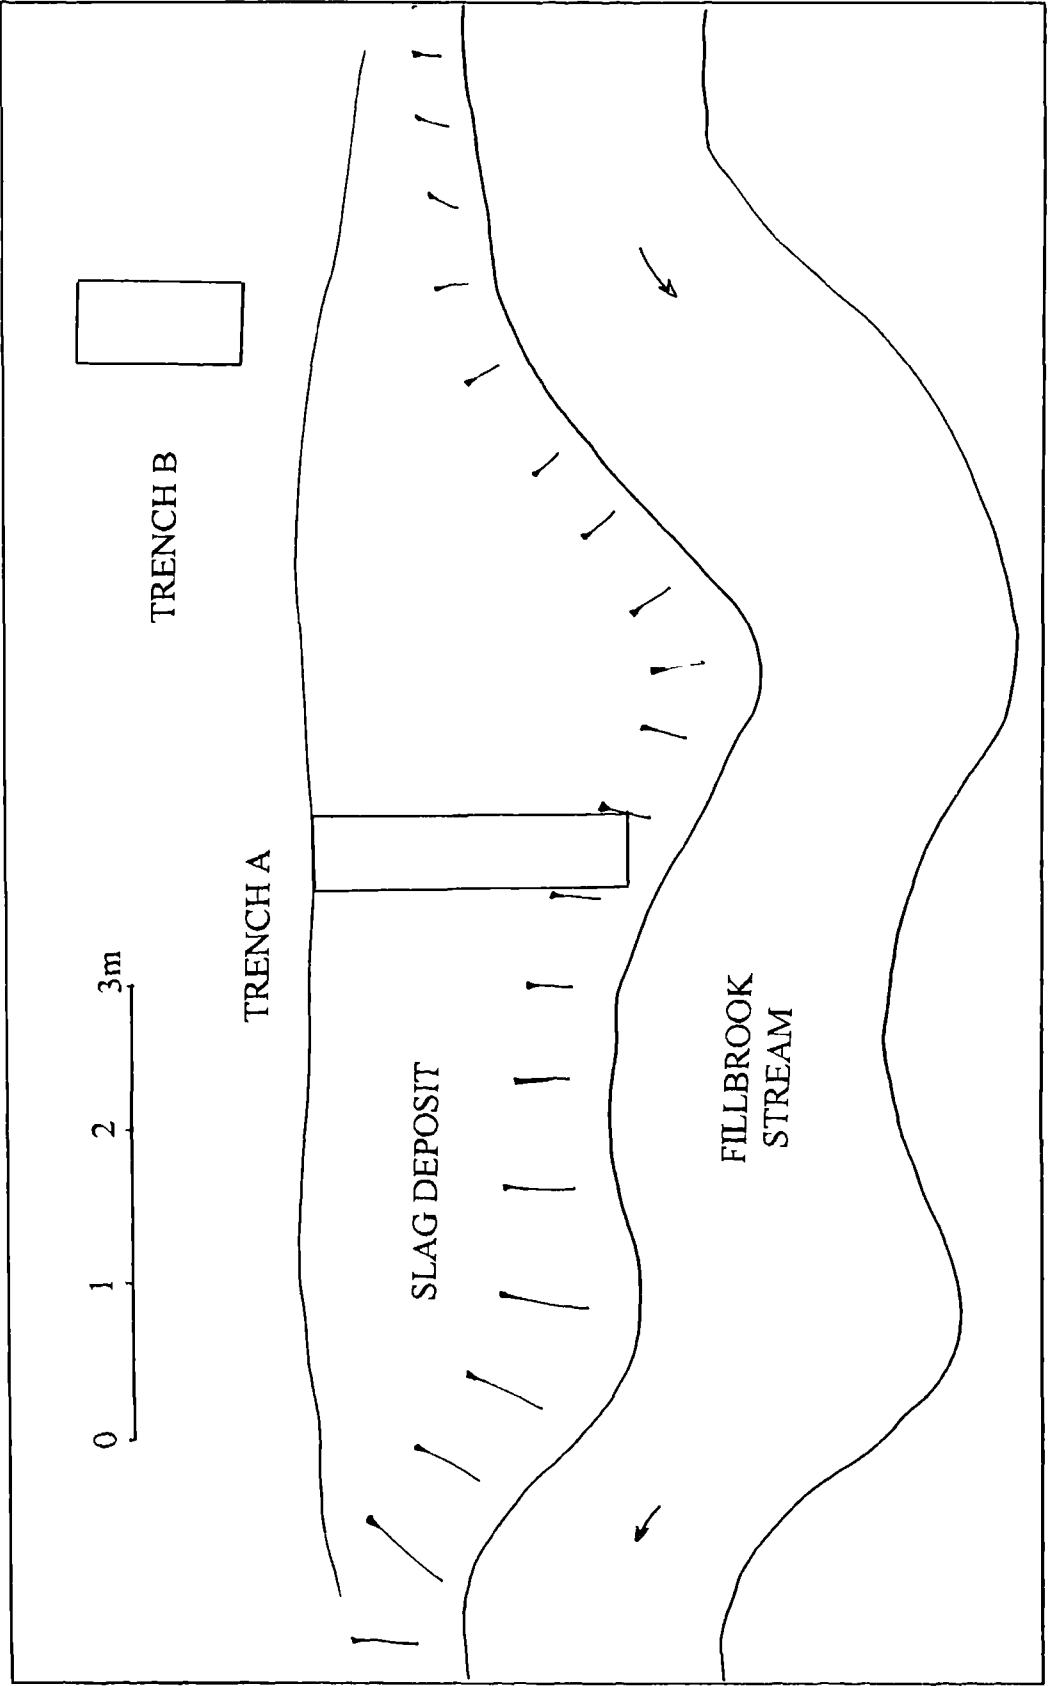 0 1 2 3m
TRENCH A
TRENCH B
SLAG DEPOSIT
FILLBROOK
STREAM